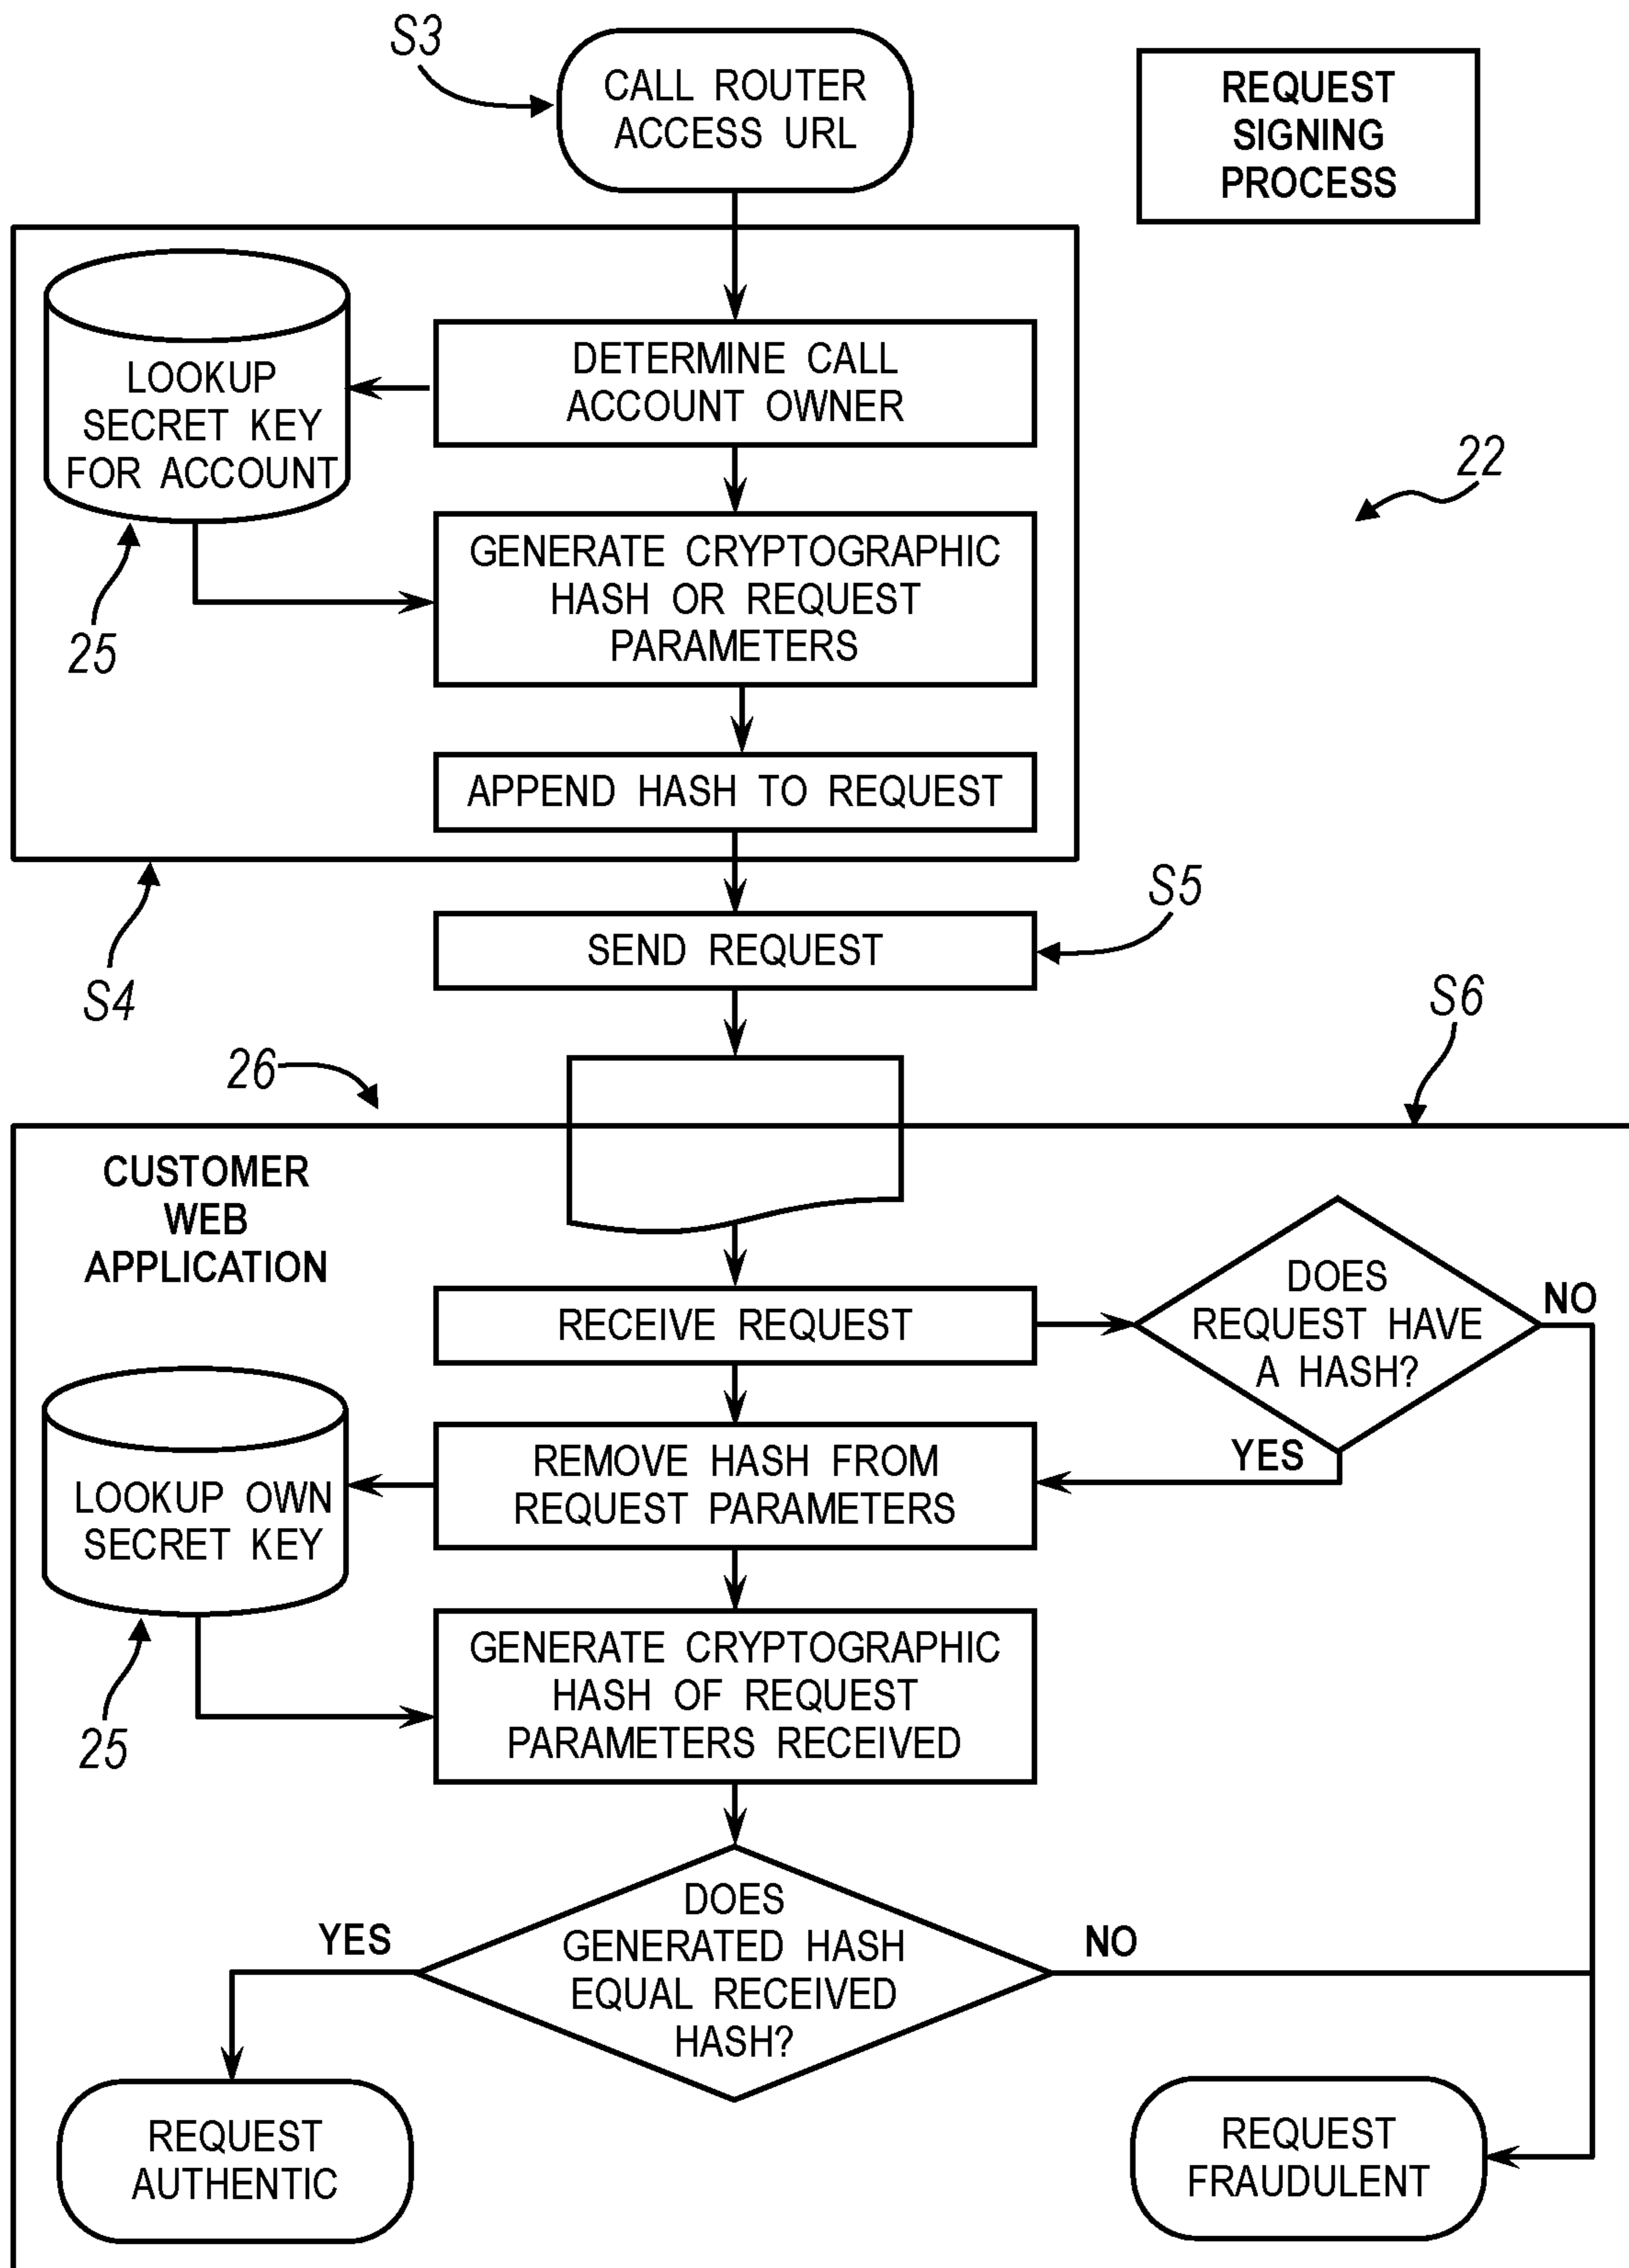 S3
CALL ROUTER
ACCESS URL
REQUEST
SIGNING
PROCESS
LOOKUP
SECRET KEY
FOR ACCOUNT
DETERMINE CALL
ACCOUNT OWNER
22
GENERATE CRYPTOGRAPHIC
HASH OR REQUEST
PARAMETERS
25
APPEND HASH TO REQUEST
S4
SEND REQUEST
S5
26
S6
CUSTOMER
WEB
APPLICATION
RECEIVE REQUEST
DOES
REQUEST HAVE
A HASH?
NO
YES
REMOVE HASH FROM
REQUEST PARAMETERS
LOOKUP OWN
SECRET KEY
GENERATE CRYPTOGRAPHIC
HASH OF REQUEST
PARAMETERS RECEIVED
25
DOES
GENERATED HASH
EQUAL RECEIVED
HASH?
YES
NO
REQUEST
AUTHENTIC
REQUEST
FRAUDULENT